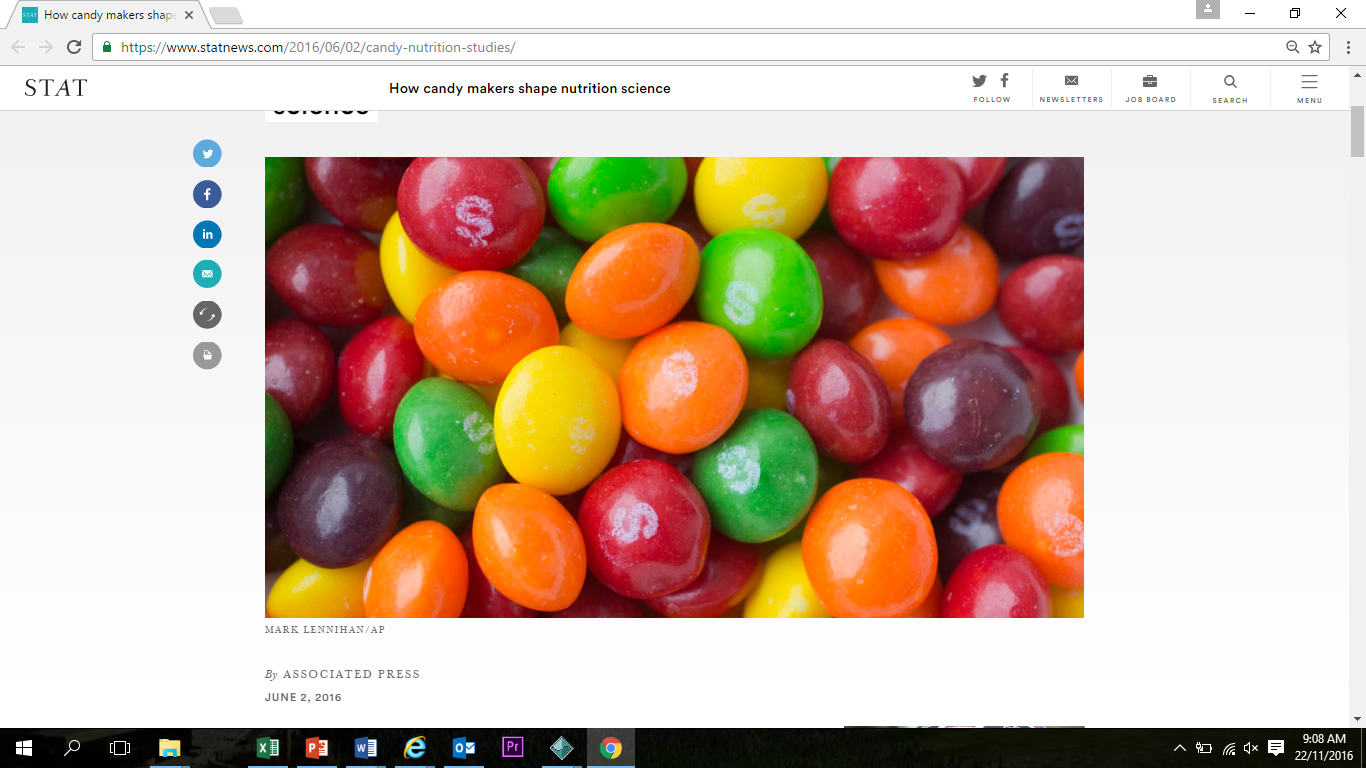 How candy makers shap
https://www.statnews.com/2016/06/02/candy-nutrition-studies/
STAT
How candy makers shape nutrition science
FOLLOW
NEWSLETTERS
JOB BOARD
SEARCH
MENU
S
S
S
S
S
S
S
S
S
MARK LENNIHAN/AP
By ASSOCIATED PRESS
JUNE 2, 2016
Pr
9:08 AM
22/11/2016